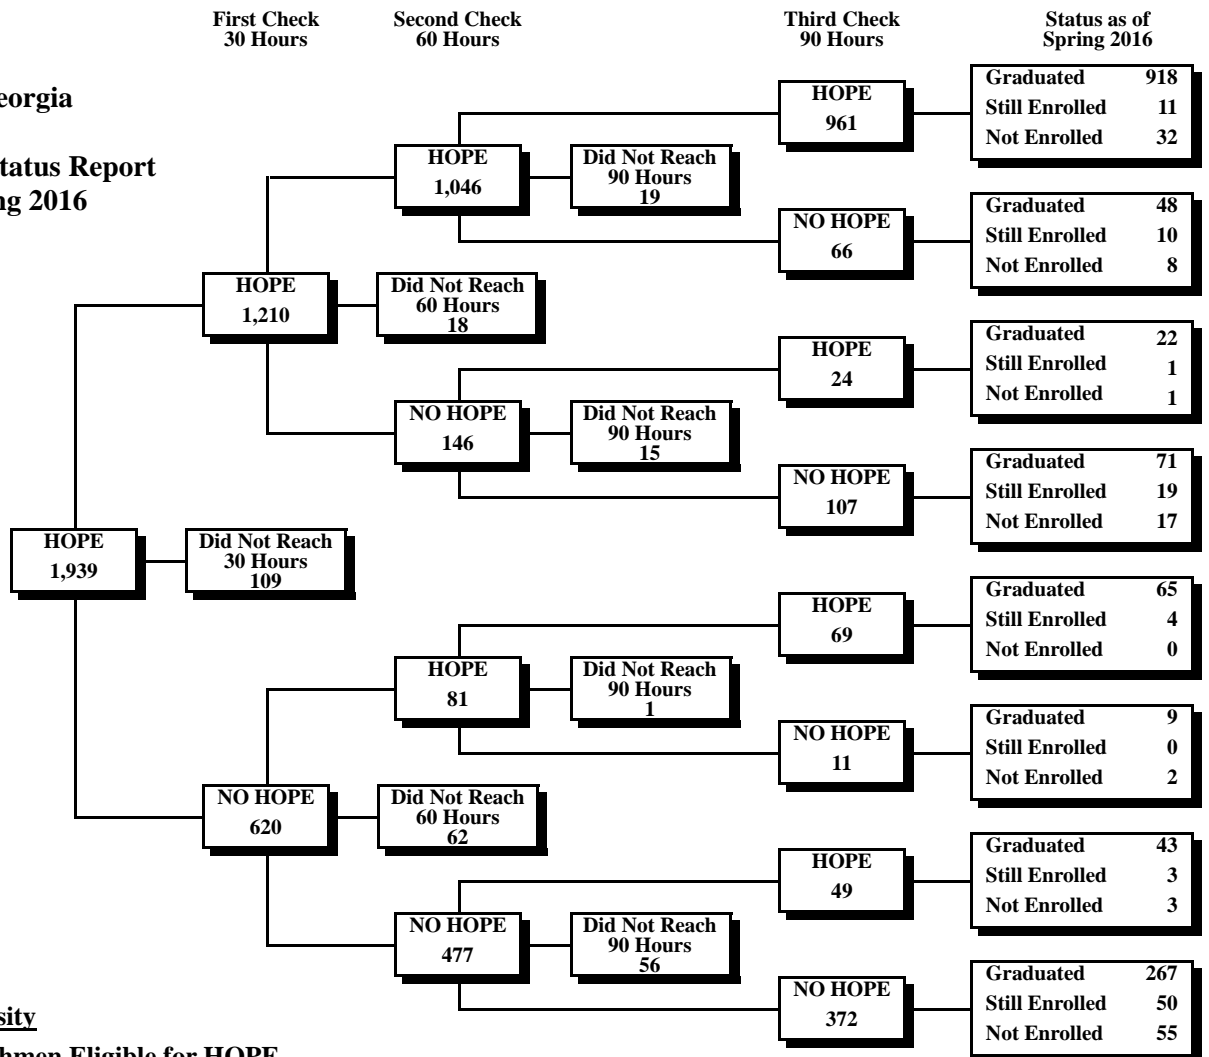 First Check
30 Hours
Second Check
60 Hours
Third Check
90 Hours
Status as of
Spring 2016
eorgia
tatus Report
ng 2016
HOPE
1,939
Did Not Reach
30 Hours
109
HOPE
1,210
Did Not Reach
60 Hours
18
NO HOPE
620
Did Not Reach
60 Hours
62
HOPE
1,046
Did Not Reach
90 Hours
19
NO HOPE
146
Did Not Reach
90 Hours
15
HOPE
81
Did Not Reach
90 Hours
1
NO HOPE
477
Did Not Reach
90 Hours
56
HOPE
961
Graduated 918
Still Enrolled 11
Not Enrolled 32
NO HOPE
66
Graduated 48
Still Enrolled 10
Not Enrolled 8
HOPE
24
Graduated 22
Still Enrolled 1
Not Enrolled 1
NO HOPE
107
Graduated 71
Still Enrolled 19
Not Enrolled 17
HOPE
69
Graduated 65
Still Enrolled 4
Not Enrolled 0
NO HOPE
11
Graduated 9
Still Enrolled 0
Not Enrolled 2
HOPE
49
Graduated 43
Still Enrolled 3
Not Enrolled 3
NO HOPE
372
Graduated 267
Still Enrolled 50
Not Enrolled 55
sity
hmen Eligible for HOPE